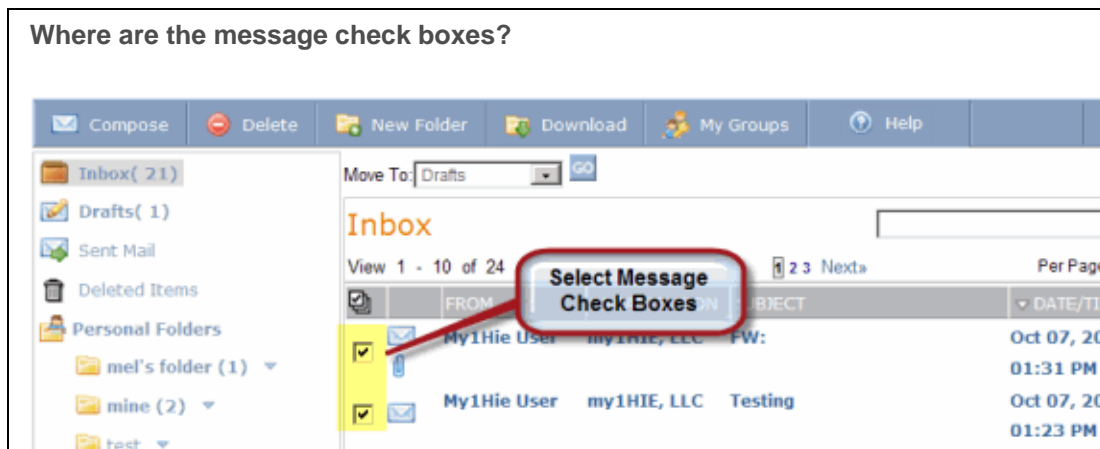 Where are the message check boxes?
Compose Delete New Folder Download My Groups Help
Inbox( 21) Move To: Drafts GO
Drafts( 1) Inbox
Sent Mail View 1 - 10 of 24 1 2 3 Next» Per Page
Select Message
Check Boxes
Deleted Items FROM ON SUBJECT DATE/TI
Personal Folders My1Hie User my1HIE, LLC FW: Oct 07, 20
mel's folder (1) 01:31 PM
mine (2) My1Hie User my1HIE, LLC Testing Oct 07, 20
test 01:23 PM